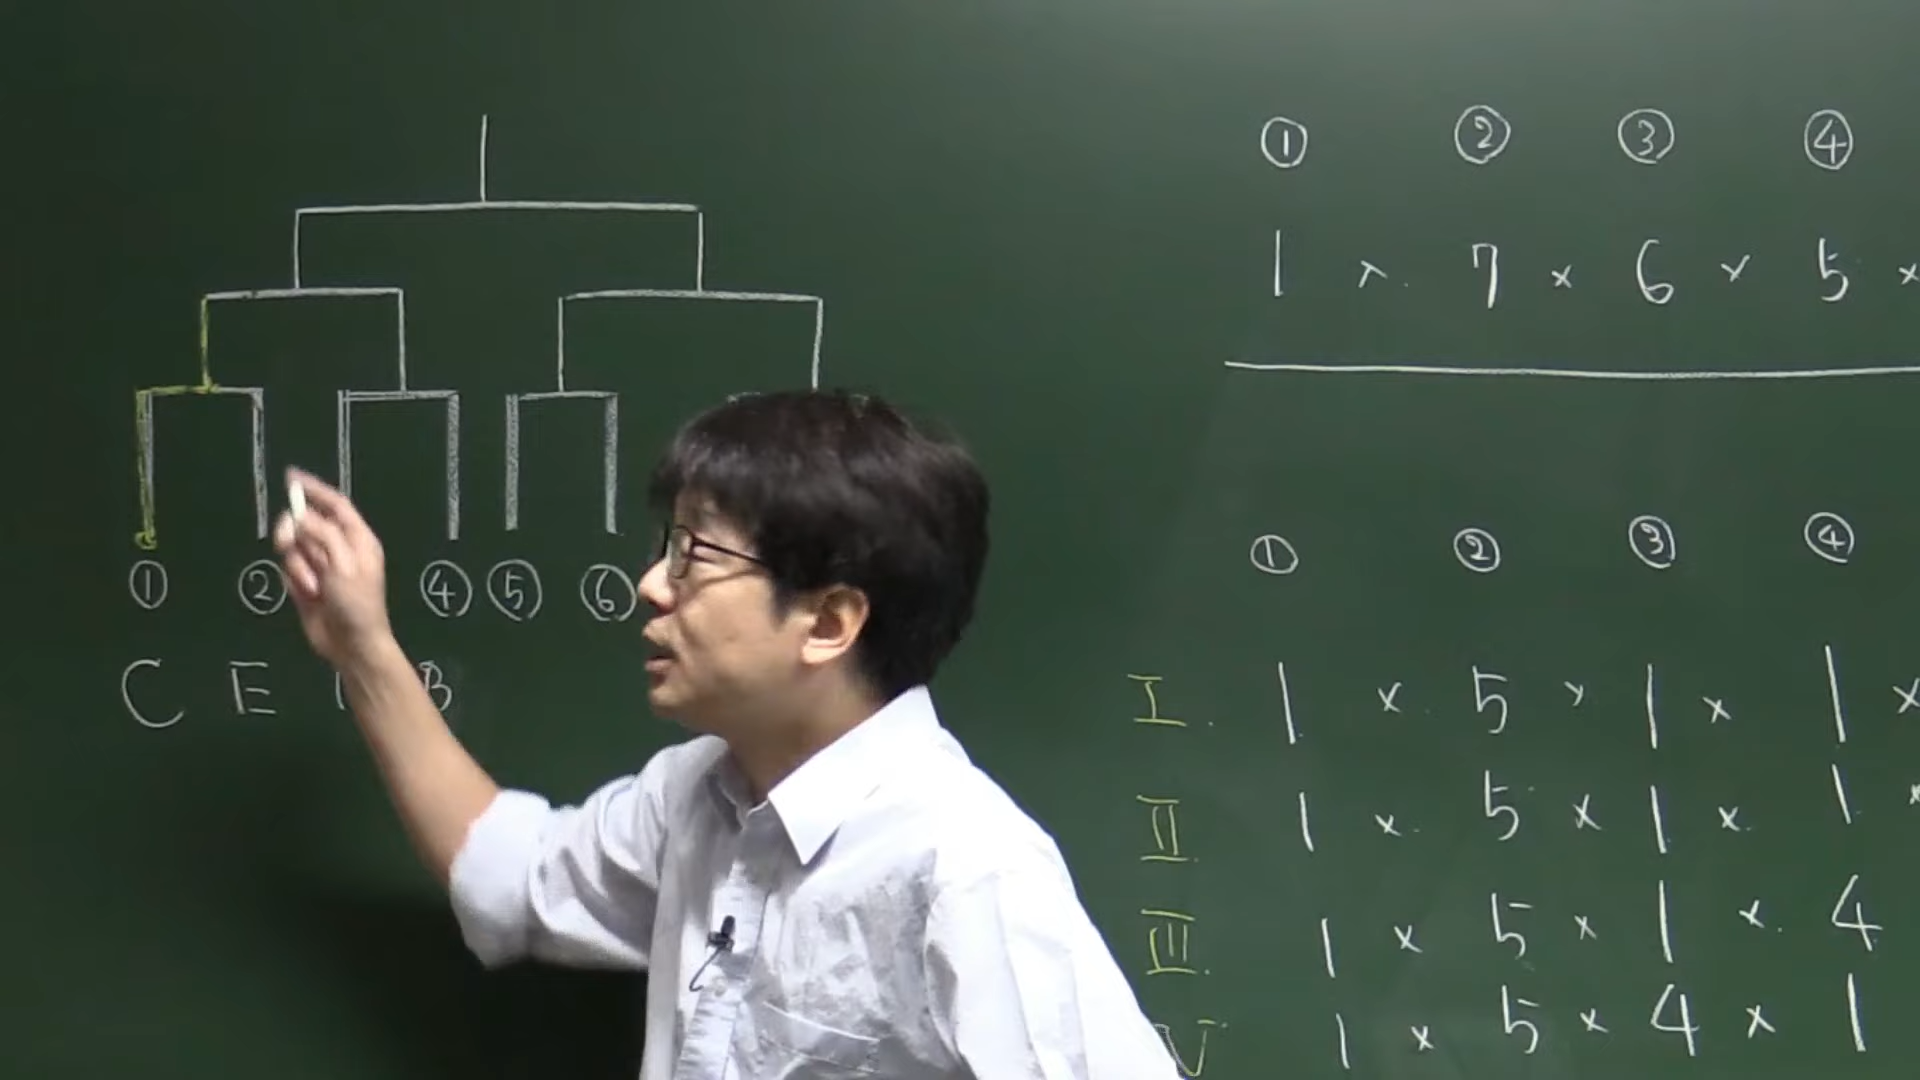 ① ② ④ ⑤ ⑥
C E B
① ② ③ ④
1 × 7 × 6 × 5 ×
① ② ③ ④
I. 1 × 5 × 1 × 1 ×
II. 1 × 5 × 1 × 1 ×
III. 1 × 5 × 1 × 4
1 × 5 × 4 × 1